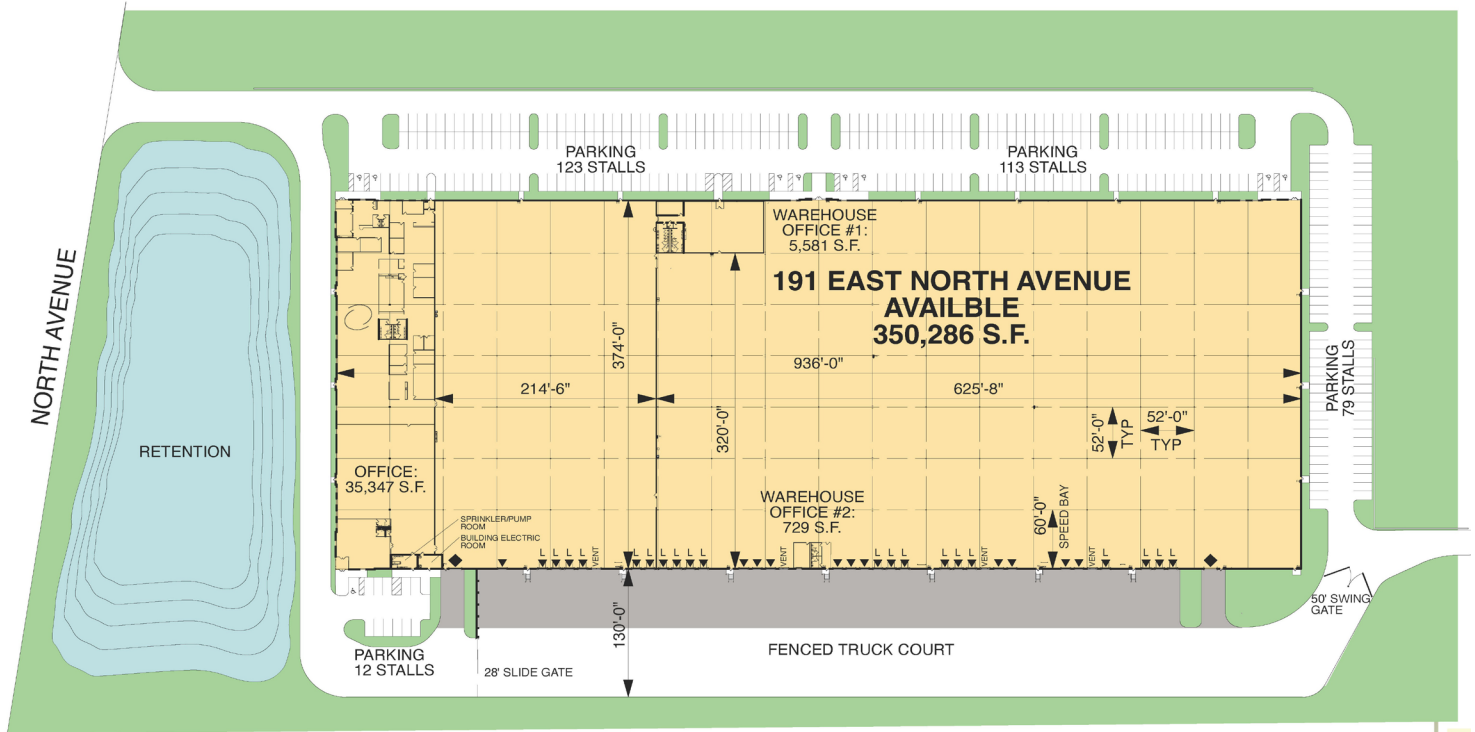 PARKING
123 STALLS
PARKING
113 STALLS
WAREHOUSE
OFFICE #1:
5,581 S.F.
191 EAST NORTH AVENUE
AVAILBLE
350,286 S.F.
NORTH AVENUE
374'-0"
936'-0"
214'-6"
625'-8"
320'-0"
52'-0"
TYP
52'-0"
TYP
PARKING
79 STALLS
RETENTION
OFFICE:
35,347 S.F.
WAREHOUSE
OFFICE #2:
729 S.F.
60'-0"
SPEED BAY
SPRINKLER/PUMP
ROOM
BUILDING ELECTRIC
ROOM
L L L L VENT L L L L L L VENT L L L L L L VENT L L L L
130'-0"
50' SWING
GATE
FENCED TRUCK COURT
PARKING
12 STALLS
28' SLIDE GATE